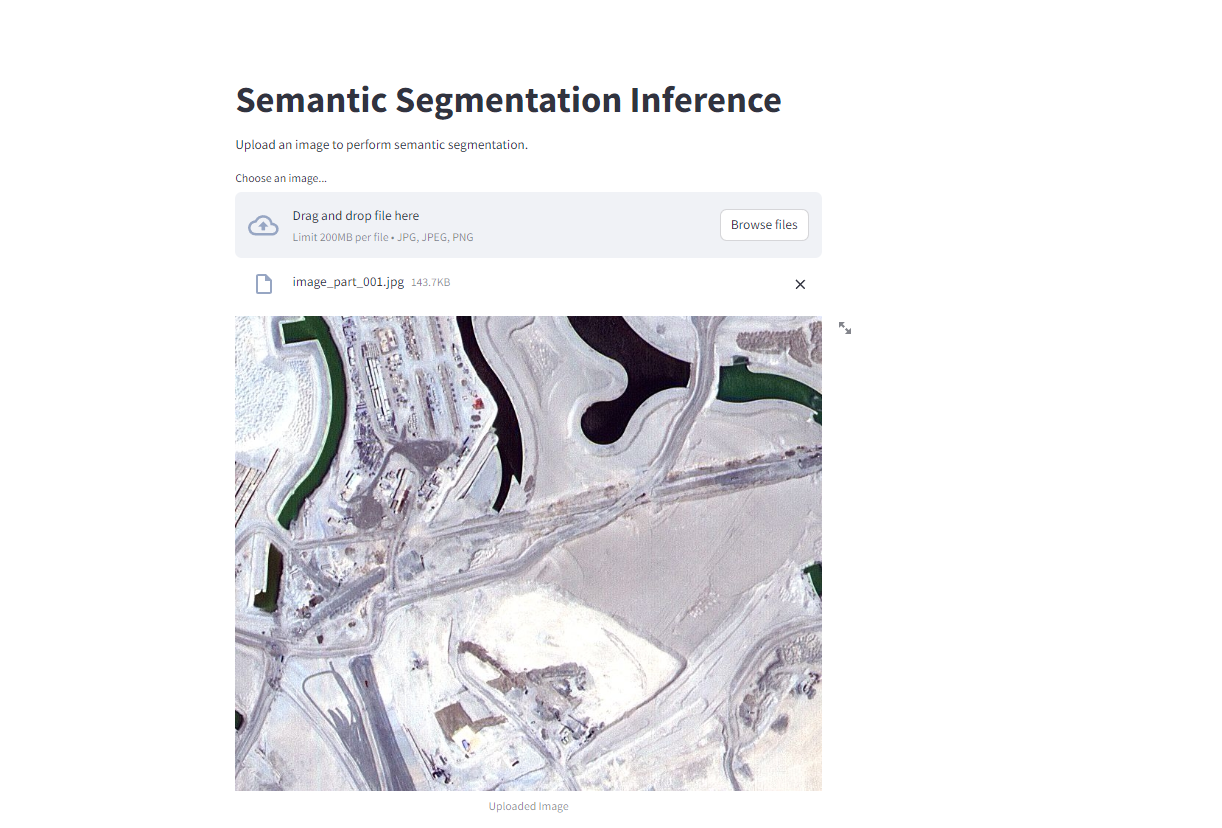 Semantic Segmentation Inference
Upload an image to perform semantic segmentation.
Choose an image...
Drag and drop file here
Limit 200MB per file • JPG, JPEG, PNG
Browse files
image_part_001.jpg 143.7KB
Uploaded Image